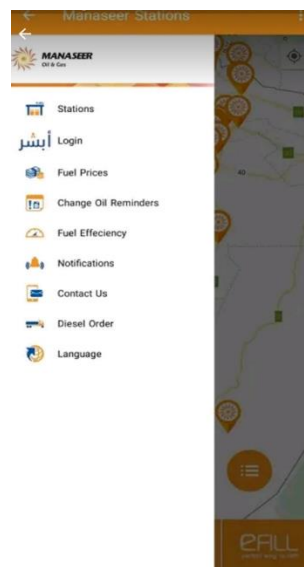 Manaseer Stations
MANASEER
Oil & Gas
Stations
أبشر Login
Fuel Prices
Change Oil Reminders
Fuel Effeciency
Notifications
Contact Us
Diesel Order
Language
40